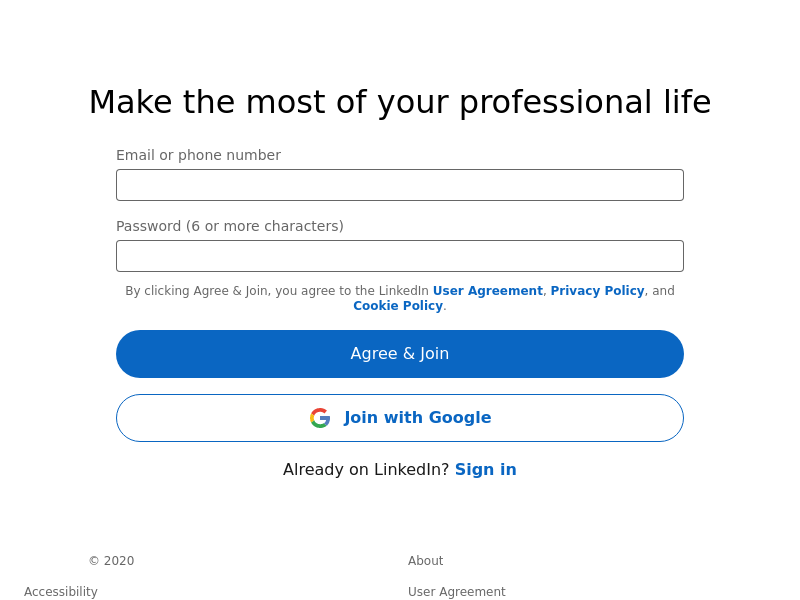 Make the most of your professional life
Email or phone number
Password (6 or more characters)
By clicking Agree & Join, you agree to the LinkedIn User Agreement, Privacy Policy, and
Cookie Policy.
Agree & Join
Join with Google
Already on LinkedIn? Sign in
© 2020
About
Accessibility
User Agreement